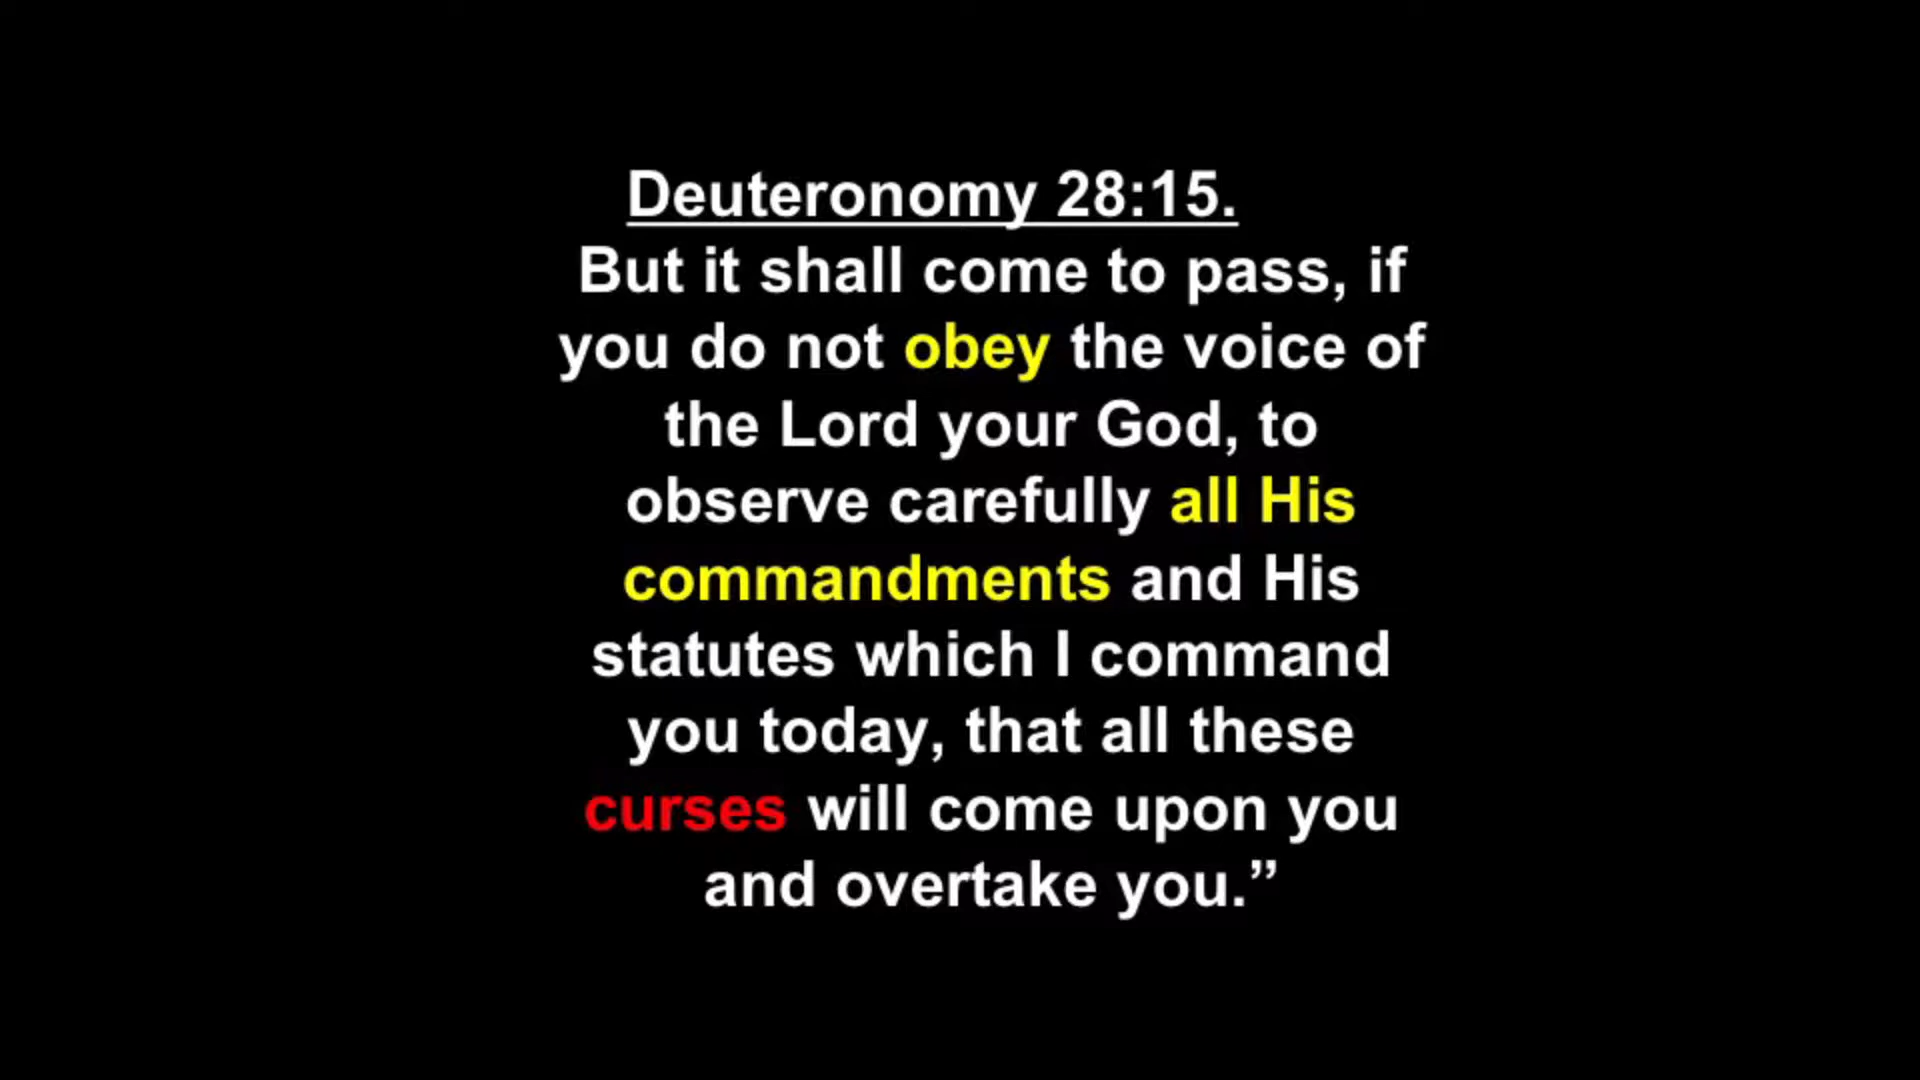 Deuteronomy 28:15.
But it shall come to pass, if
you do not obey the voice of
the Lord your God, to
observe carefully all His
commandments and His
statutes which I command
you today, that all these
curses will come upon you
and overtake you.”